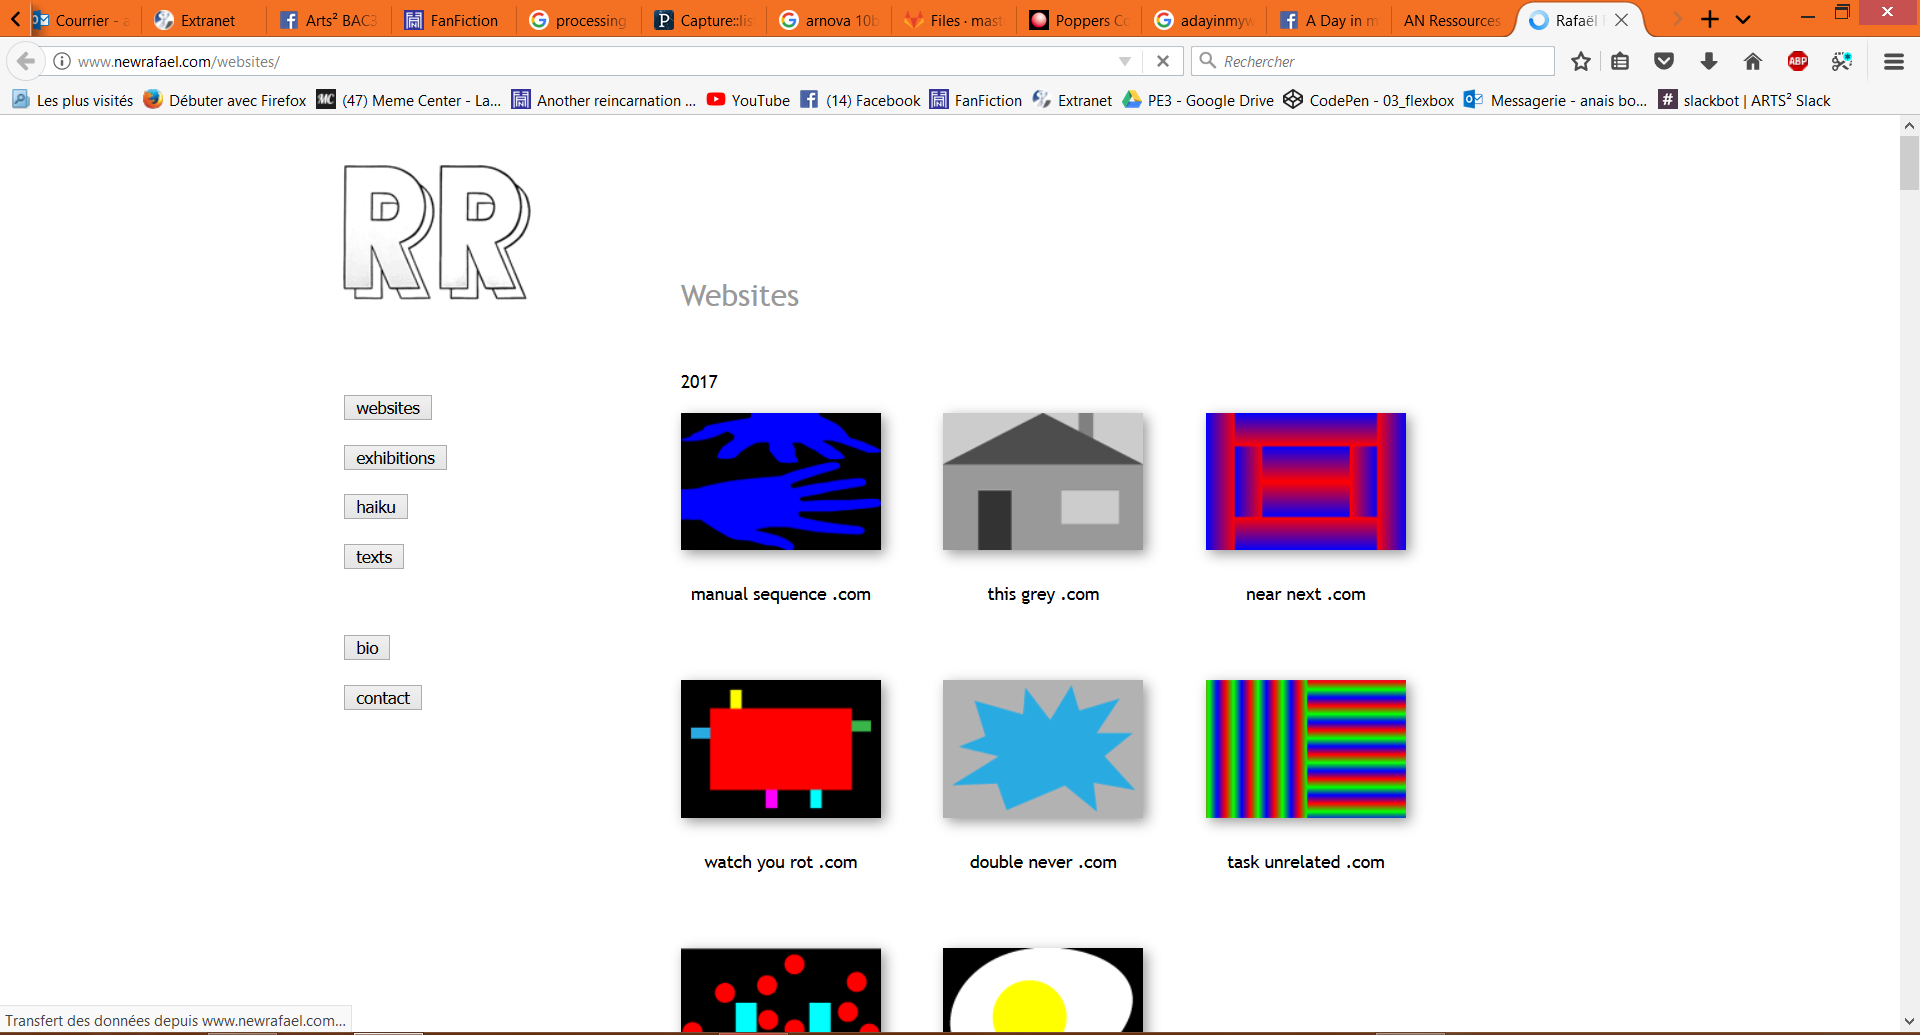 Courrier - a
Extranet
Arts² BAC3
FanFiction
processing
Capture::lis
arnova 10b
Files · mast
Poppers Co
adayinmyw
A Day in m
AN Ressources
Rafaël
www.newrafael.com/websites/
Rechercher
ABP
Les plus visités
Débuter avec Firefox
MC
(47) Meme Center - La...
Another reincarnation ...
YouTube
(14) Facebook
FanFiction
Extranet
PE3 - Google Drive
CodePen - 03_flexbox
Messagerie - anais bo...
slackbot | ARTS² Slack
RR
Websites
websites
exhibitions
haiku
texts
bio
contact
2017
manual sequence .com
this grey .com
near next .com
watch you rot .com
double never .com
task unrelated .com
Transfert des données depuis www.newrafael.com...